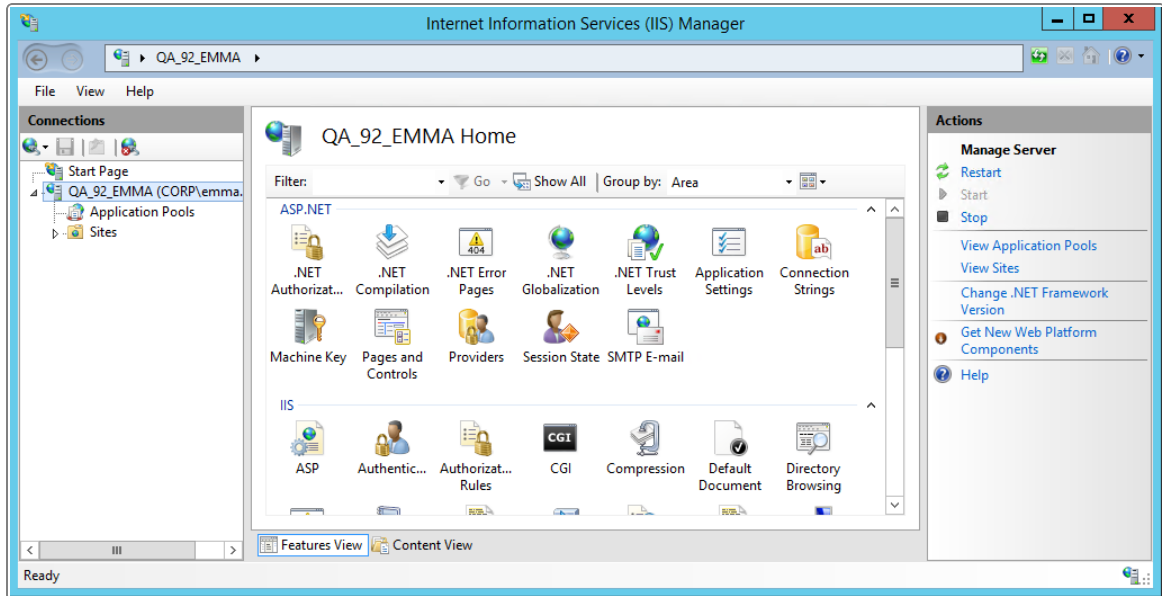 Internet Information Services (IIS) Manager
QA_92_EMMA
File View Help
Connections
Start Page
QA_92_EMMA (CORP\emma.
Application Pools
Sites
QA_92_EMMA Home
Filter: Go Show All Group by: Area
ASP.NET
.NET Authorizat...
.NET Compilation
404
.NET Error Pages
.NET Globalization
.NET Trust Levels
Application Settings
ab
Connection Strings
Machine Key
Pages and Controls
Providers
Session State
SMTP E-mail
IIS
ASP
Authentic...
Authorizat... Rules
CGI
CGI
Compression
Default Document
Directory Browsing
Features View Content View
Actions
Manage Server
Restart
Start
Stop
View Application Pools
View Sites
Change .NET Framework
Version
Get New Web Platform
Components
Help
Ready